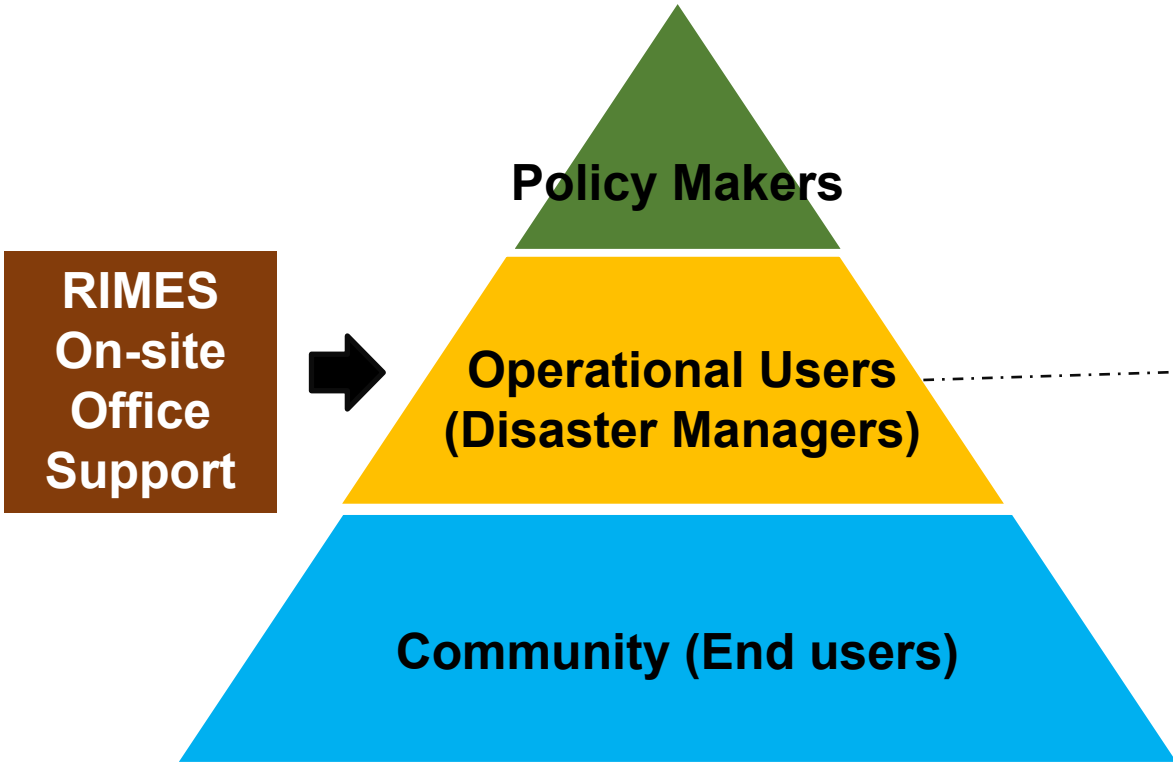 Policy Makers
RIMES
On-site
Office
Support
Operational Users
(Disaster Managers)
Community (End users)